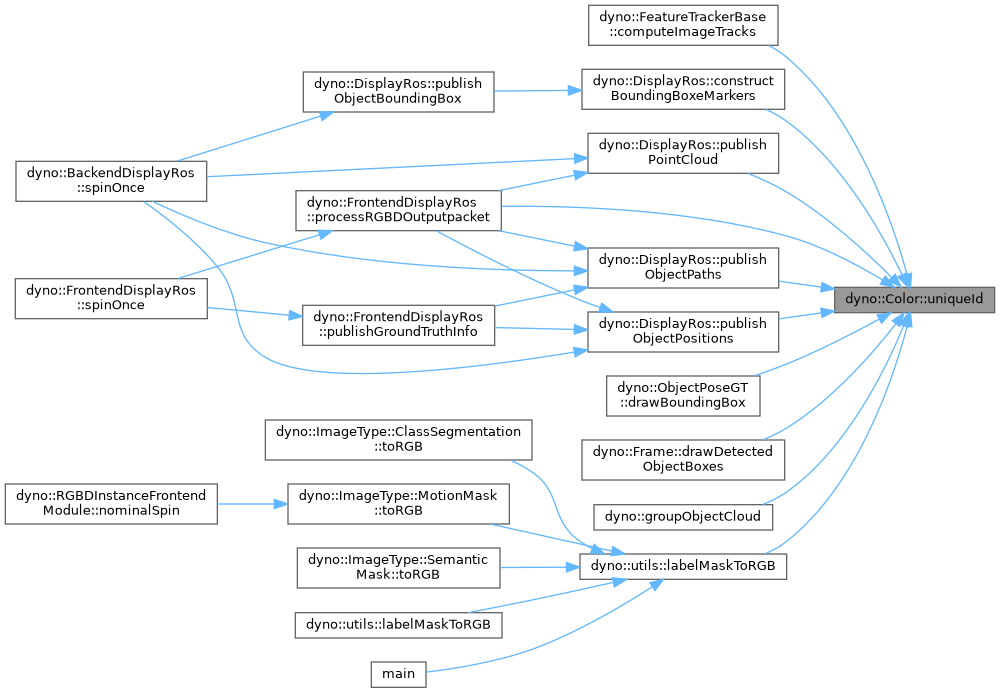 dyno::FeatureTrackerBase
::computeImageTracks
dyno::DisplayRos::publish
ObjectBoundingBox
dyno::DisplayRos::construct
BoundingBoxeMarkers
dyno::DisplayRos::publish
PointCloud
dyno::BackendDisplayRos
::spinOnce
dyno::FrontendDisplayRos
::processRGBDOutputpacket
dyno::DisplayRos::publish
ObjectPaths
dyno::FrontendDisplayRos
::spinOnce
dyno::Color::uniqueId
dyno::FrontendDisplayRos
::publishGroundTruthInfo
dyno::DisplayRos::publish
ObjectPositions
dyno::ObjectPoseGT
::drawBoundingBox
dyno::ImageType::ClassSegmentation
::toRGB
dyno::Frame::drawDetected
ObjectBoxes
dyno::RGBDInstanceFrontend
Module::nominalSpin
dyno::ImageType::MotionMask
::toRGB
dyno::groupObjectCloud
dyno::ImageType::Semantic
Mask::toRGB
dyno::utils::labelMaskToRGB
dyno::utils::labelMaskToRGB
main